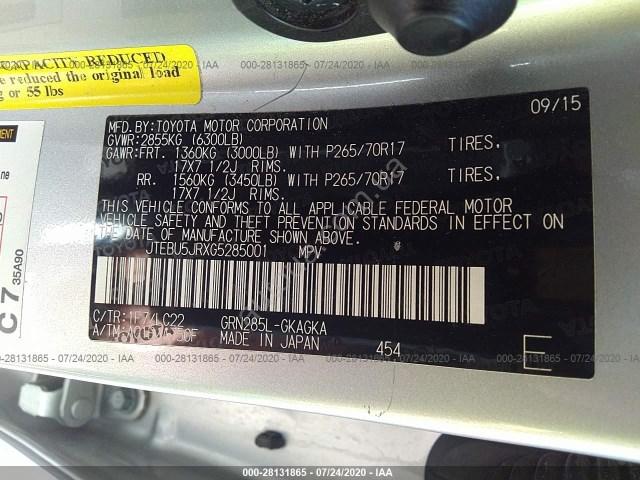 000-28131865 - 07/24/2020 - IAA
CAPACITY REDUCED
e reduced the original load
g or 55 lbs
09/15
MFD.BY:TOYOTA MOTOR CORPORATION
GVWR:2855KG (6300LB)
GAWR:FRT. 1360KG (3000LB) WITH P265/70R17 TIRES,
17X7 1/2J RIMS.
RR. 1560KG (3450LB) WITH P265/70R17 TIRES,
17X7 1/2J RIMS.
THIS VEHICLE CONFORMS TO ALL APPLICABLE FEDERAL MOTOR
VEHICLE SAFETY AND THEFT PREVENTION STANDARDS IN EFFECT ON
THE DATE OF MANUFACTURE SHOWN ABOVE.
JTEBU5JRXG5285001 MPV
C/TR:1F7/LC22 GRN285L-GKAGKA
A/TM: MADE IN JAPAN 454 E
C 7 35A90
000-28131865 - 07/24/2020 - IAA
000-28131865 - 07/24/2020 - IAA